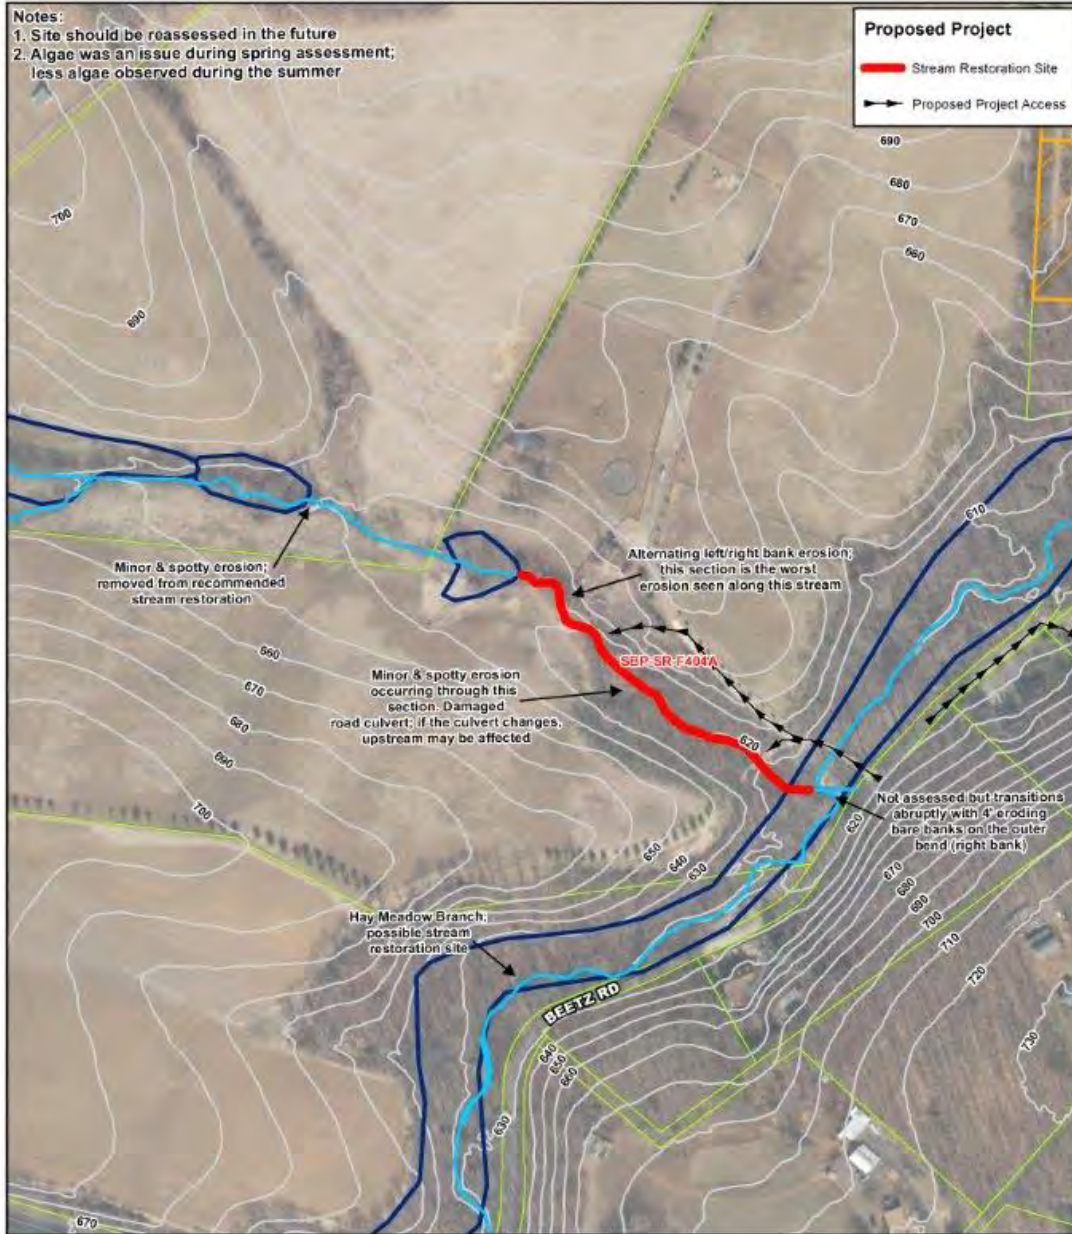 Notes:
1. Site should be reassessed in the future
2. Algae was an issue during spring assessment;
less algae observed during the summer
Proposed Project
Stream Restoration Site
Proposed Project Access
690
680
670
660
700
690
610
Minor & spotty erosion;
removed from recommended
stream restoration
Alternating left/right bank erosion;
this section is the worst
erosion seen along this stream
SBP-SR-F404A
Minor & spotty erosion
occurring through this
section. Damaged
road culvert; if the culvert changes,
upstream may be affected
660
670
680
690
700
620
Not assessed but transitions
abruptly with 4' eroding
bare banks on the outer
bend (right bank)
620
650
640
630
670
680
690
700
710
720
730
Hay Meadow Branch;
possible stream
restoration site
BEETZ RD
640
650
660
630
670